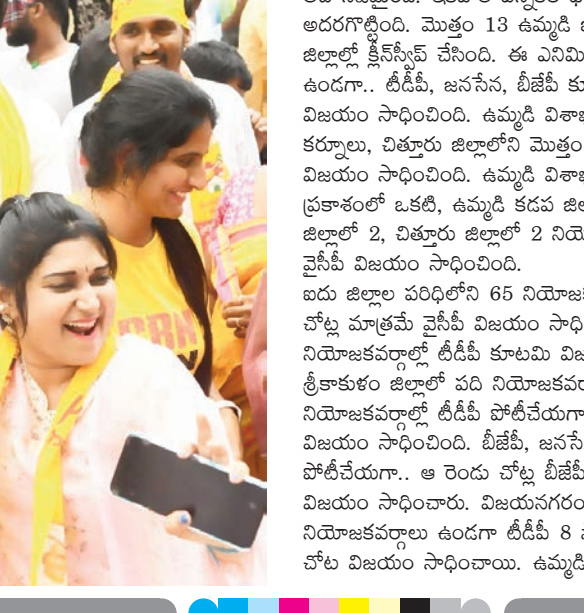 అదరగొట్టింది. మొత్తం 13 ఉమ్మడి
జిల్లాల్లో క్లీన్‌స్వీప్ చేసింది. ఈ ఎనిమి
ఉండగా.. టీడీపీ, జనసేన, బీజేపీ కూ
విజయం సాధించింది. ఉమ్మడి విశాఖ
కర్నూలు, చిత్తూరు జిల్లాలోని మొత్తం
విజయం సాధించింది. ఉమ్మడి విశాఖ
ప్రకాశంలో ఒకటి, ఉమ్మడి కడప జిల
జిల్లాలో 2, చిత్తూరు జిల్లాలో 2 నియో
వైసీపీ విజయం సాధించింది.
ఐదు జిల్లాల పరిధిలోని 65 నియోజక
చోట్ల మాత్రమే వైసీపీ విజయం సాధి
నియోజకవర్గాల్లో టీడీపీ కూటమి విజ
శ్రీకాకుళం జిల్లాలో పది నియోజకవర
నియోజకవర్గాల్లో టీడీపీ పోటీచేయగా
విజయం సాధించింది. బీజేపీ, జనసే
పోటీచేయగా.. ఆ రెండు చోట్ల బీజేపీ
విజయం సాధించారు. విజయనగరం
నియోజకవర్గాలు ఉండగా టీడీపీ 8
చోట విజయం సాధించాయి. ఉమ్మడి